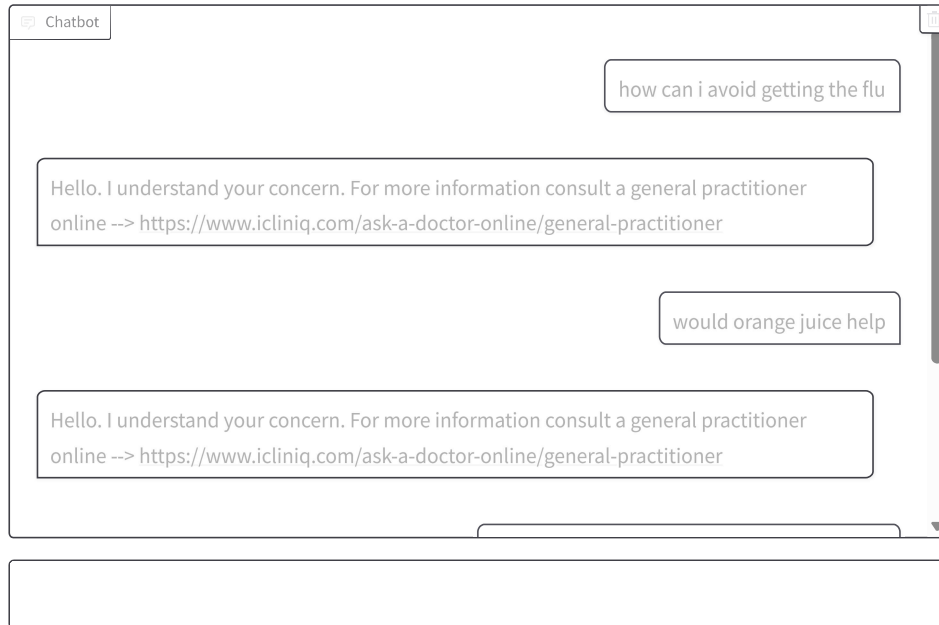 Chatbot
how can i avoid getting the flu
Hello. I understand your concern. For more information consult a general practitioner
online --> https://www.icliniq.com/ask-a-doctor-online/general-practitioner
would orange juice help
Hello. I understand your concern. For more information consult a general practitioner
online --> https://www.icliniq.com/ask-a-doctor-online/general-practitioner